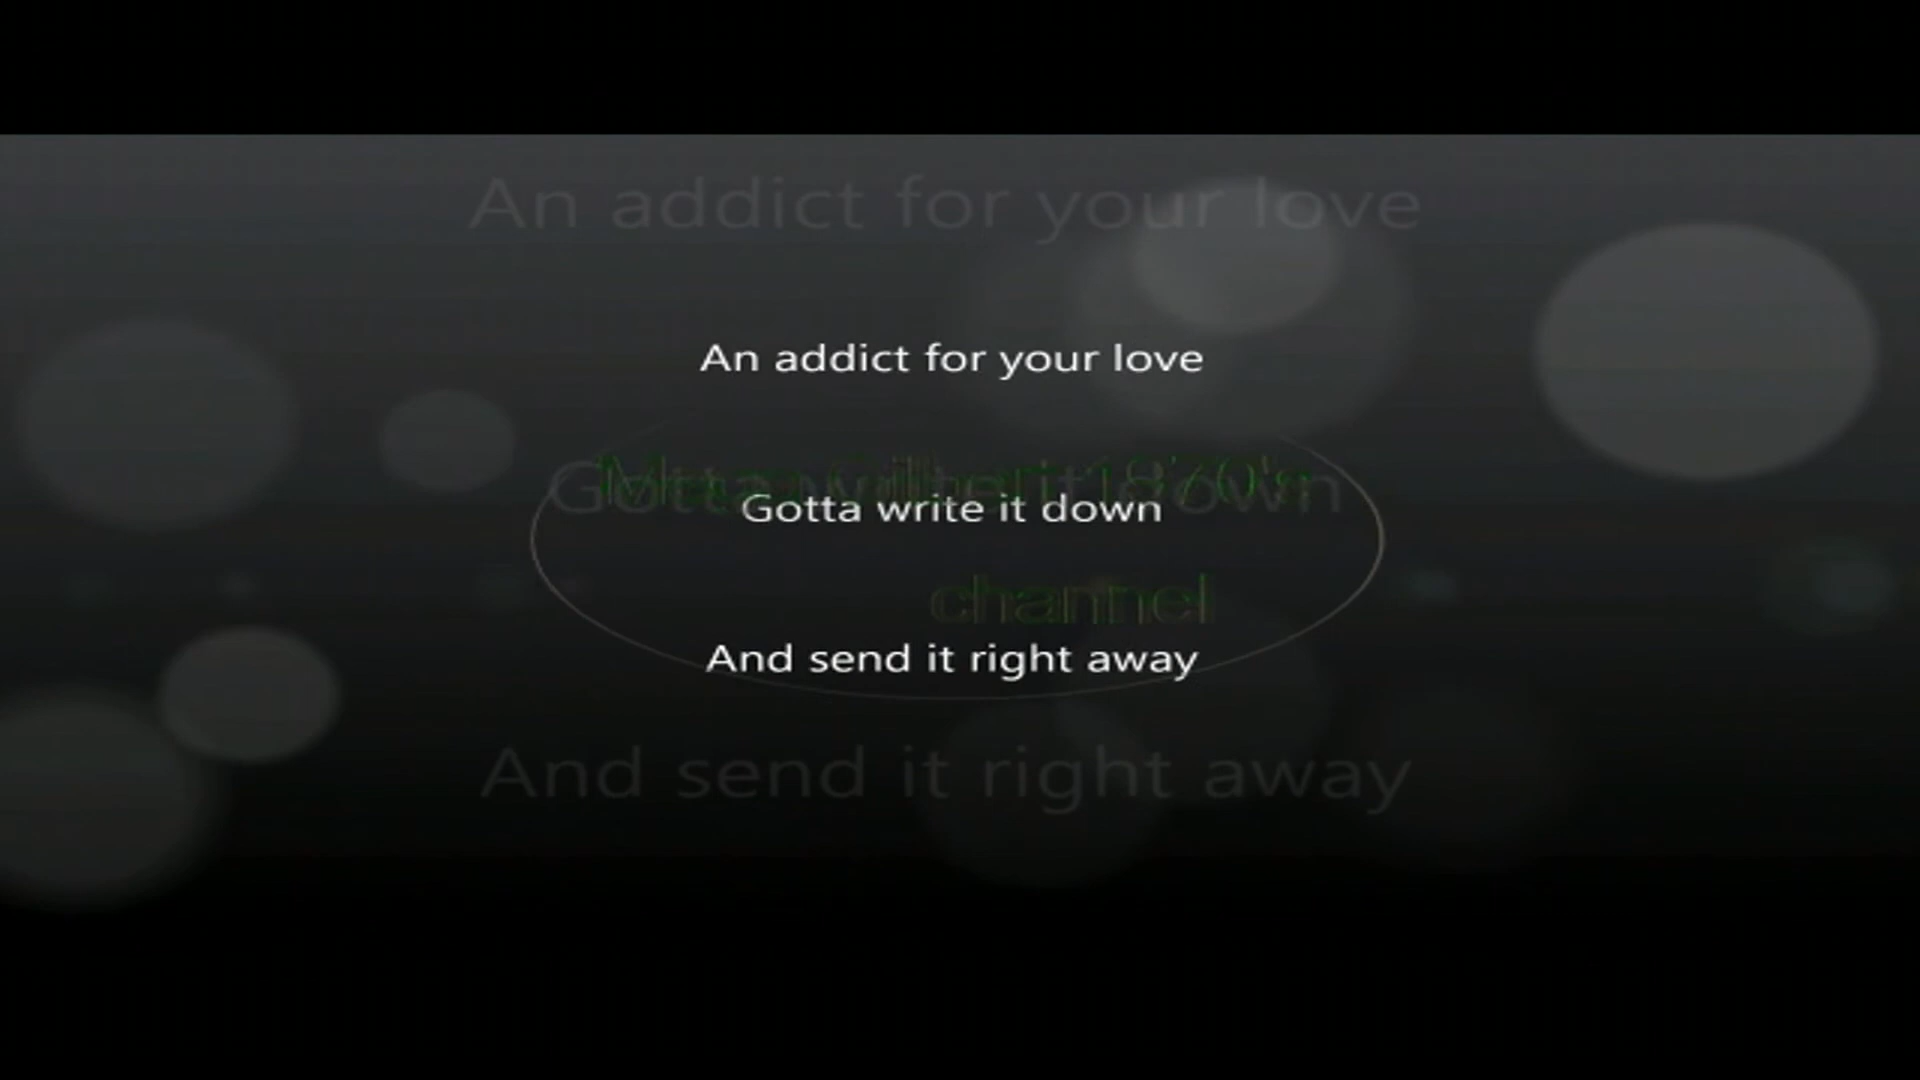 An addict for your love
An addict for your love
Gotta write it down
Gotta write it down
channel
And send it right away
And send it right away